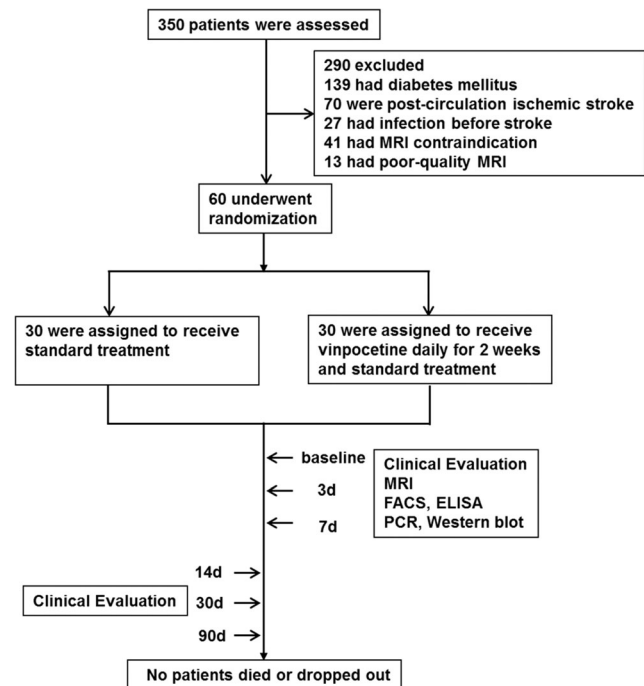 350 patients were assessed
290 excluded
139 had diabetes mellitus
70 were post-circulation ischemic stroke
27 had infection before stroke
41 had MRI contraindication
13 had poor-quality MRI
60 underwent
randomization
30 were assigned to receive
standard treatment
30 were assigned to receive
vinpocetine daily for 2 weeks
and standard treatment
baseline
3d
7d
Clinical Evaluation
MRI
FACS, ELISA
PCR, Western blot
14d
Clinical Evaluation
30d
90d
No patients died or dropped out